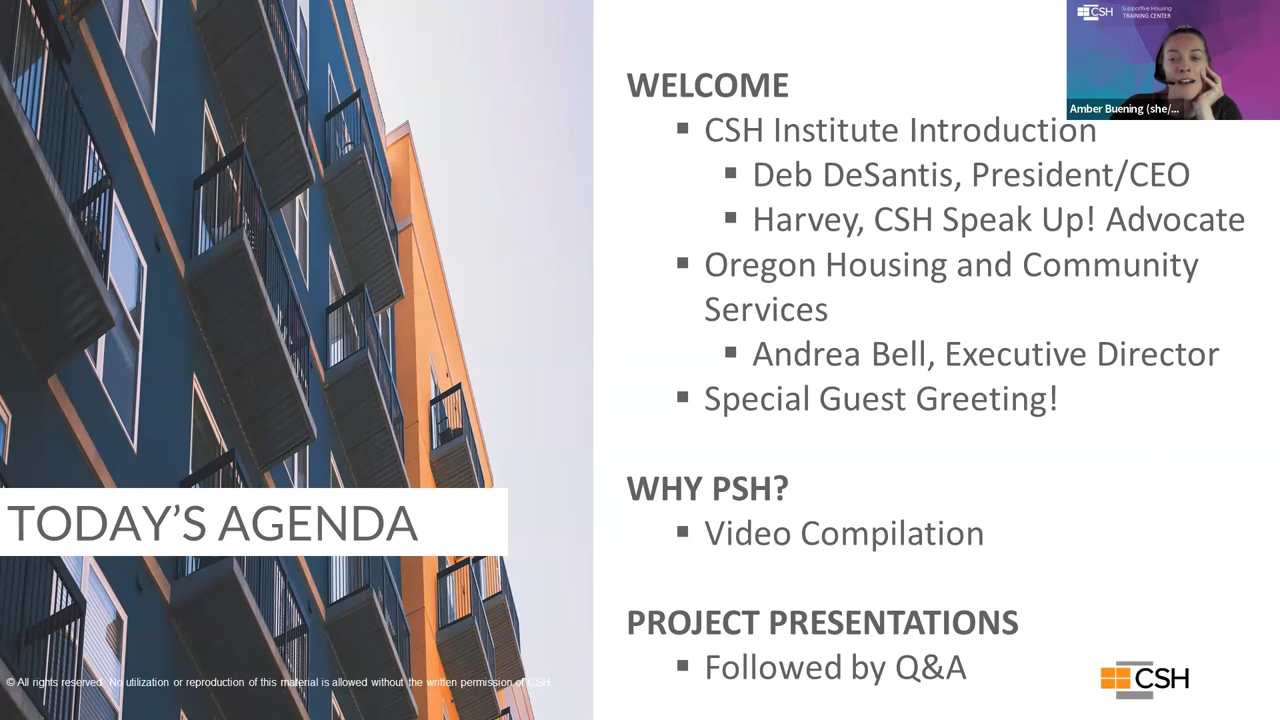 CSH Supportive Housing
TRAINING CENTER
Amber Buening (she/...
WELCOME
▪ CSH Institute Introduction
▪ Deb DeSantis, President/CEO
▪ Harvey, CSH Speak Up! Advocate
▪ Oregon Housing and Community
Services
▪ Andrea Bell, Executive Director
▪ Special Guest Greeting!
WHY PSH?
▪ Video Compilation
PROJECT PRESENTATIONS
▪ Followed by Q&A
TODAY’S AGENDA
© All rights reserved. No utilization or reproduction of this material is allowed without the written permission of CSH.
CSH